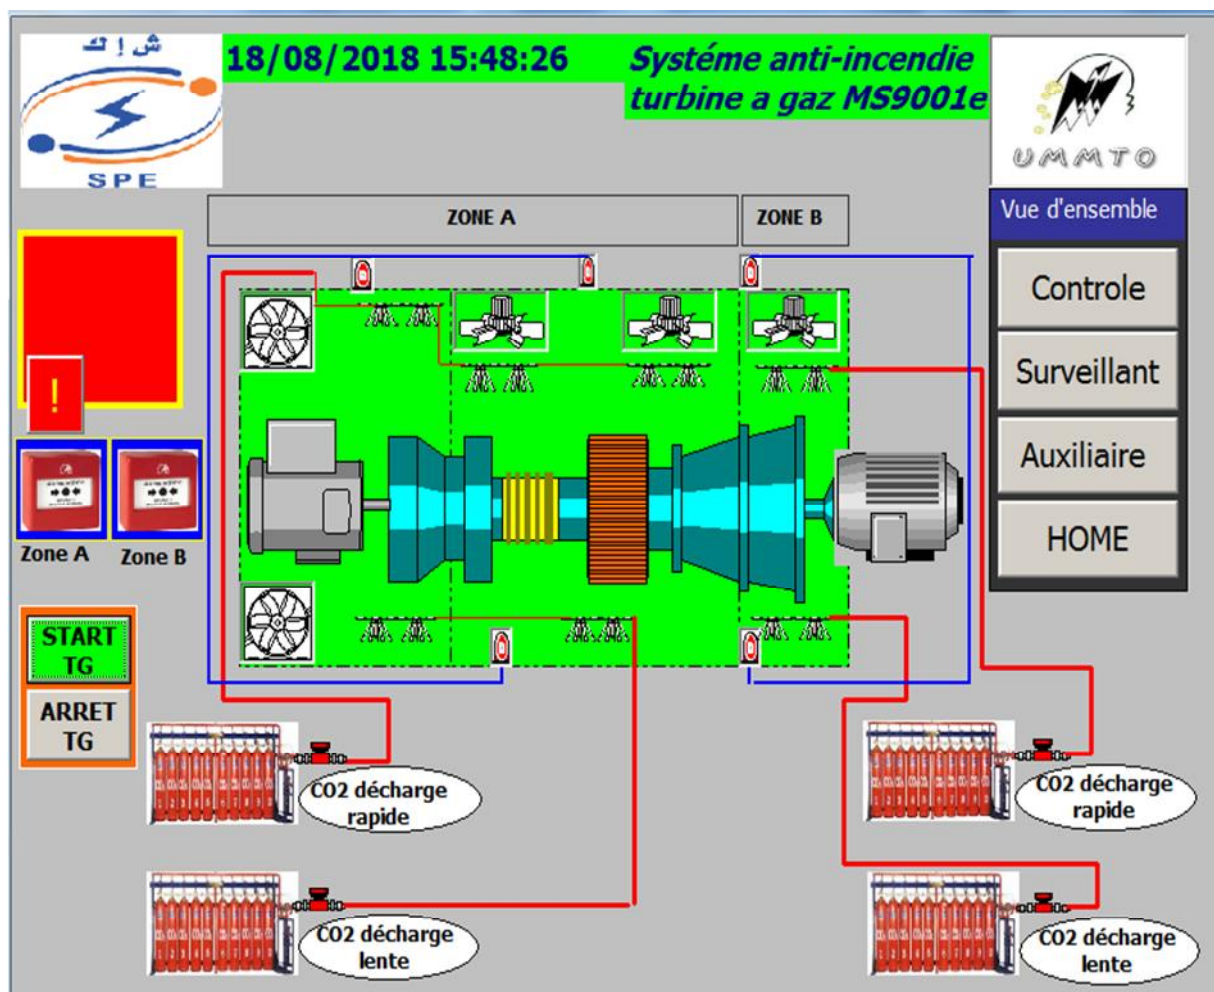 ش إ ك
SPE
18/08/2018 15:48:26
Systéme anti-incendie
turbine a gaz MS9001e
UMMTO
ZONE A
ZONE B
Vue d'ensemble
Controle
Surveillant
Auxiliaire
HOME
!
Zone A
Zone B
START
TG
ARRET
TG
CO2 décharge
rapide
CO2 décharge
rapide
CO2 décharge
lente
CO2 décharge
lente